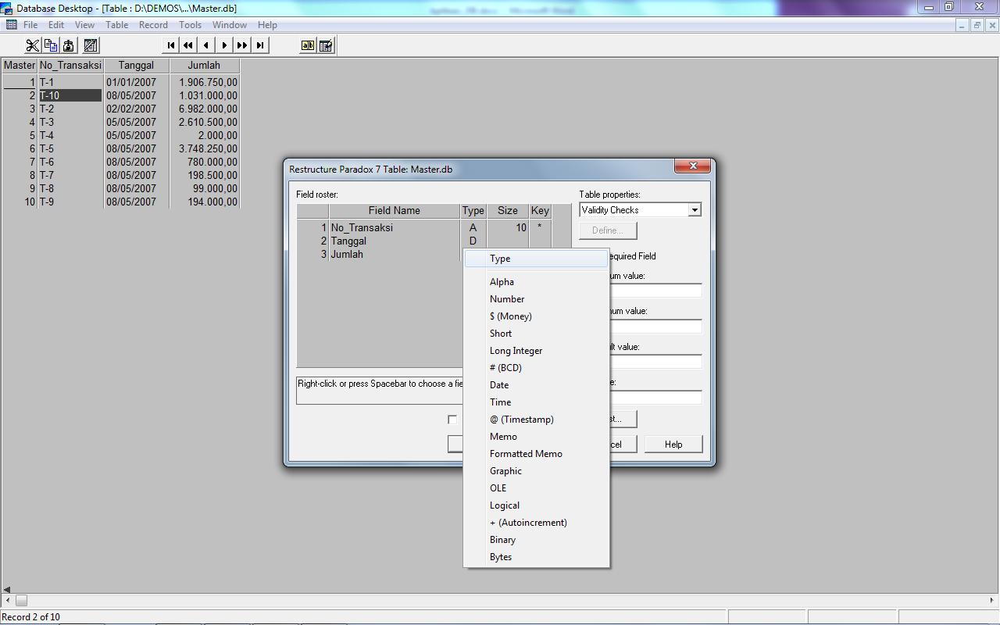 Database Desktop - [Table : D:\DEMOS\...\Master.db]
File Edit View Table Record Tools Window Help
Master No_Transaksi Tanggal Jumlah
1 T-1 01/01/2007 1.906.750,00
2 T-10 08/05/2007 1.031.000,00
3 T-2 02/02/2007 6.982.000,00
4 T-3 05/05/2007 2.610.500,00
5 T-4 05/05/2007 2.000,00
6 T-5 08/05/2007 3.748.250,00
7 T-6 08/05/2007 780.000,00
8 T-7 08/05/2007 198.500,00
9 T-8 08/05/2007 99.000,00
10 T-9 08/05/2007 194.000,00
Restructure Paradox 7 Table: Master.db
Field roster:
Field Name Type Size Key
1 No_Transaksi A 10 *
2 Tanggal D
3 Jumlah
Right-click or press Spacebar to choose a fie
Type
Alpha
Number
$ (Money)
Short
Long Integer
# (BCD)
Date
Time
@ (Timestamp)
Memo
Formatted Memo
Graphic
OLE
Logical
+ (Autoincrement)
Binary
Bytes
Table properties:
Validity Checks
Define...
equired Field
um value:
num value:
lt value:
e:
st...
cel Help
Record 2 of 10